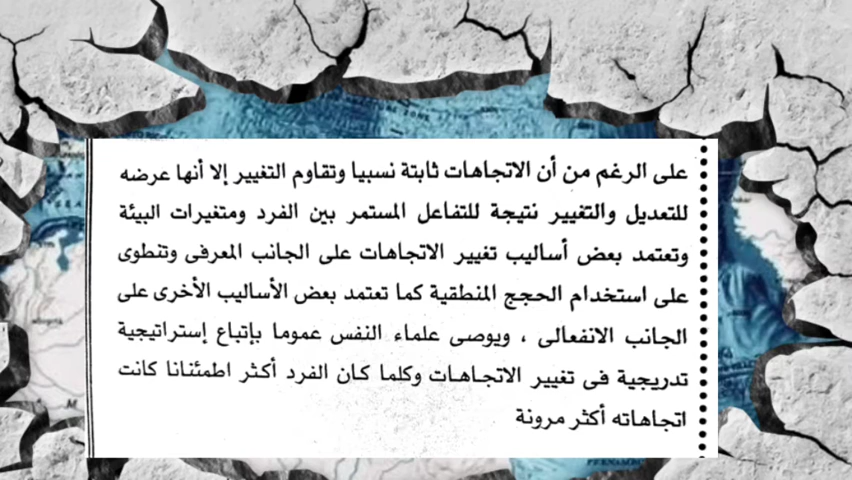 على الرغم من أن الاتجاهات ثابتة نسبيا وتقاوم التغيير إلا أنها عرضه
للتعديل والتغيير نتيجة للتفاعل المستمر بين الفرد ومتغيرات البيئة
وتعتمد بعض أساليب تغيير الاتجاهات على الجانب المعرفى وتنطوى
على استخدام الحجج المنطقية كما تعتمد بعض الأساليب الأخرى على
الجانب الانفعالى ، ويوصى علماء النفس عموما بإتباع إستراتيجية
تدريجية فى تغيير الاتجاهات وكلما كان الفرد أكثر اطمئنانا كانت
اتجاهاته أكثر مرونة